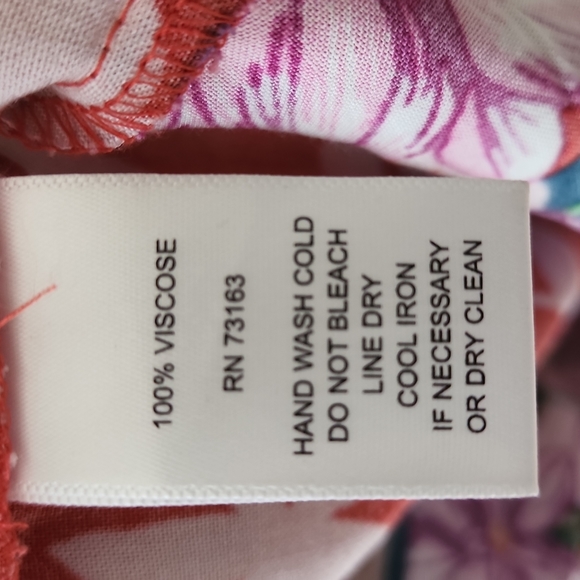 100% VISCOSE
RN 73163
HAND WASH COLD
DO NOT BLEACH
LINE DRY
COOL IRON
IF NECESSARY
OR DRY CLEAN